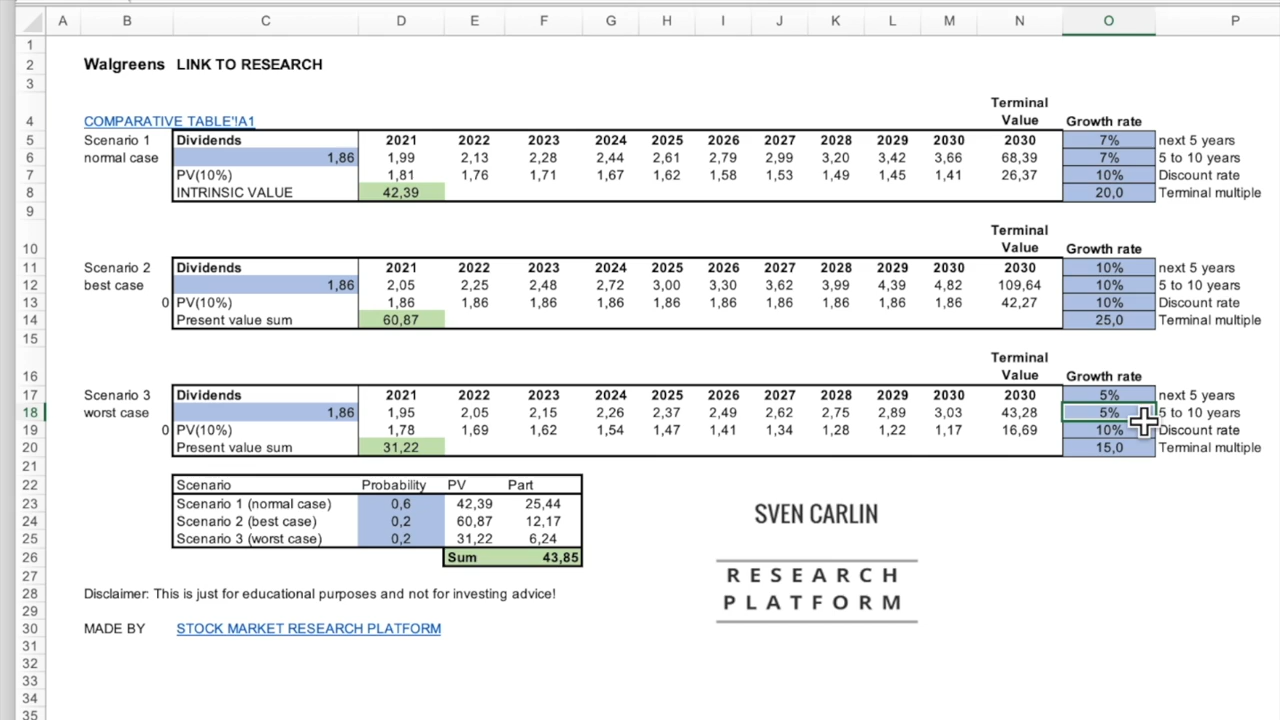 A B C D E F G H I J K L M N O P
1
2 Walgreens LINK TO RESEARCH
3
Terminal
4 COMPARATIVE TABLE'!A1 Value Growth rate
5 Scenario 1 Dividends 2021 2022 2023 2024 2025 2026 2027 2028 2029 2030 2030 7% next 5 years
6 normal case 1,86 1,99 2,13 2,28 2,44 2,61 2,79 2,99 3,20 3,42 3,66 68,39 7% 5 to 10 years
7 PV(10%) 1,81 1,76 1,71 1,67 1,62 1,58 1,53 1,49 1,45 1,41 26,37 10% Discount rate
8 INTRINSIC VALUE 42,39 20,0 Terminal multiple
9
Terminal
10 Value Growth rate
11 Scenario 2 Dividends 2021 2022 2023 2024 2025 2026 2027 2028 2029 2030 2030 10% next 5 years
12 best case 1,86 2,05 2,25 2,48 2,72 3,00 3,30 3,62 3,99 4,39 4,82 109,64 10% 5 to 10 years
13 0 PV(10%) 1,86 1,86 1,86 1,86 1,86 1,86 1,86 1,86 1,86 1,86 42,27 10% Discount rate
14 Present value sum 60,87 25,0 Terminal multiple
15
Terminal
16 Value Growth rate
17 Scenario 3 Dividends 2021 2022 2023 2024 2025 2026 2027 2028 2029 2030 2030 5% next 5 years
18 worst case 1,86 1,95 2,05 2,15 2,26 2,37 2,49 2,62 2,75 2,89 3,03 43,28 5% 5 to 10 years
19 0 PV(10%) 1,78 1,69 1,62 1,54 1,47 1,41 1,34 1,28 1,22 1,17 16,69 10% Discount rate
20 Present value sum 31,22 15,0 Terminal multiple
21
22 Scenario Probability PV Part
23 Scenario 1 (normal case) 0,6 42,39 25,44
24 Scenario 2 (best case) 0,2 60,87 12,17
25 Scenario 3 (worst case) 0,2 31,22 6,24
26 Sum 43,85
SVEN CARLIN
RESEARCH
PLATFORM
27
28 Disclaimer: This is just for educational purposes and not for investing advice!
29
30 MADE BY STOCK MARKET RESEARCH PLATFORM
31
32
33
34
35